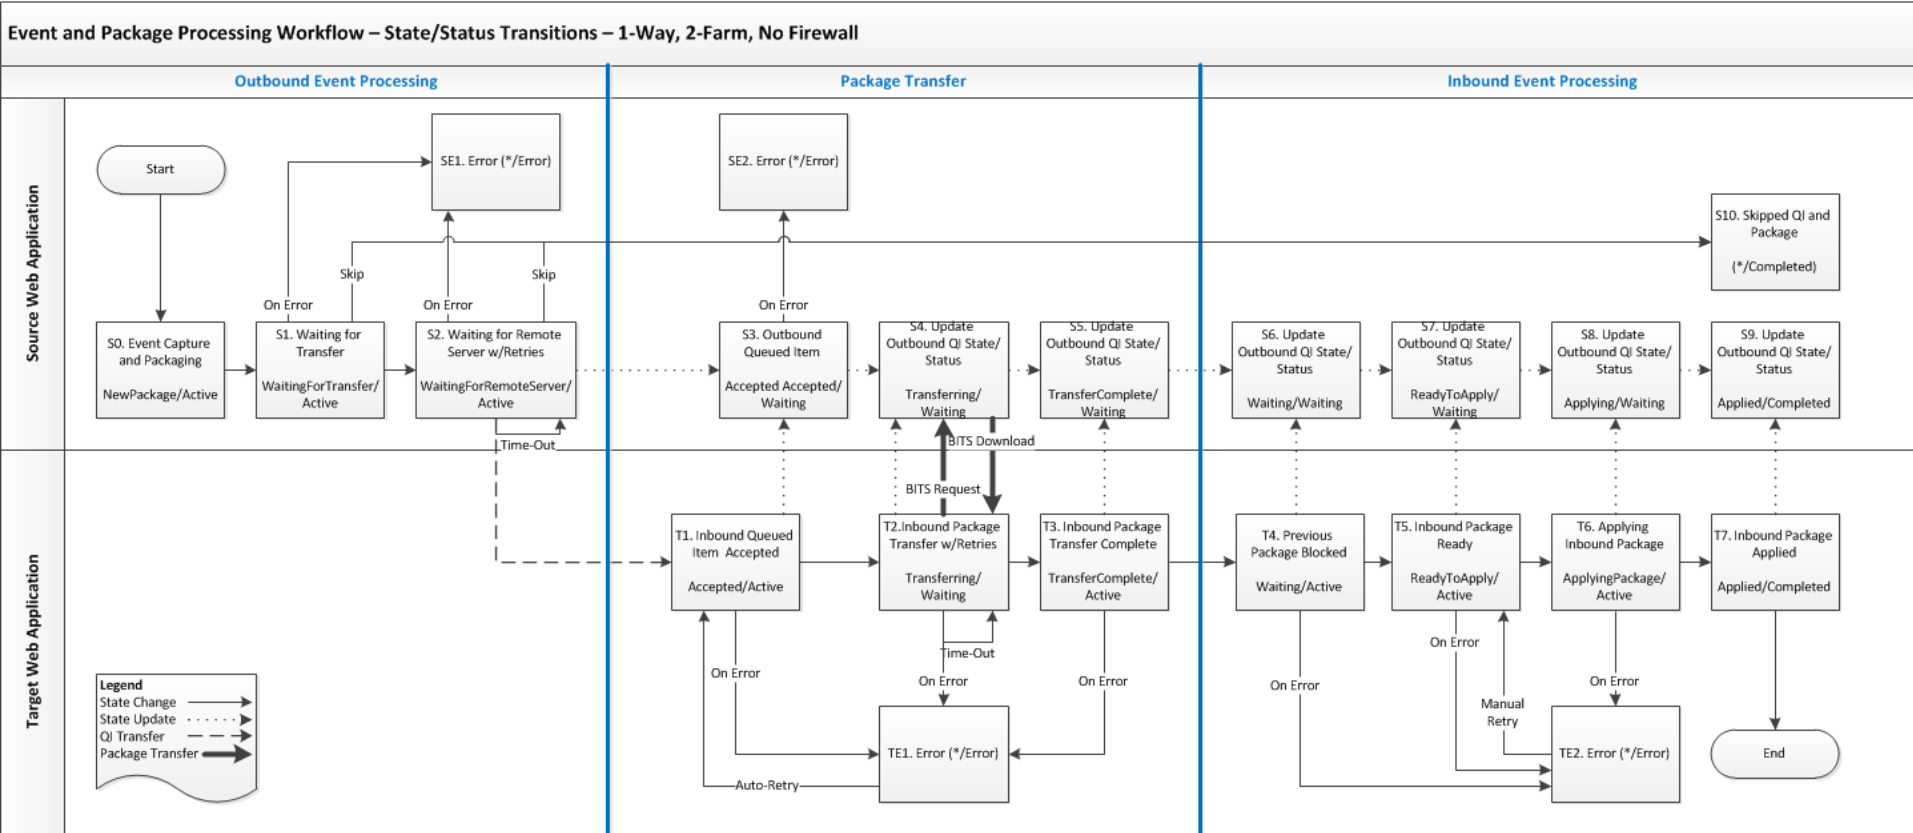 Event and Package Processing Workflow – State/Status Transitions – 1-Way, 2-Farm, No Firewall
Outbound Event Processing
Package Transfer
Inbound Event Processing
Source Web Application
Start
SE1. Error (*/Error)
SE2. Error (*/Error)
S10. Skipped QI and
Package
(*/Completed)
Skip
Skip
On Error
On Error
On Error
S0. Event Capture
and Packaging
NewPackage/Active
S1. Waiting for
Transfer
WaitingForTransfer/
Active
S2. Waiting for Remote
Server w/Retries
WaitingForRemoteServer/
Active
S3. Outbound
Queued Item
Accepted Accepted/
Waiting
S4. Update
Outbound QI State/
Status
Transferring/
Waiting
S5. Update
Outbound QI State/
Status
TransferComplete/
Waiting
S6. Update
Outbound QI State/
Status
Waiting/Waiting
S7. Update
Outbound QI State/
Status
ReadyToApply/
Waiting
S8. Update
Outbound QI State/
Status
Applying/Waiting
S9. Update
Outbound QI State/
Status
Applied/Completed
Time-Out
BITS Download
BITS Request
Target Web Application
T1. Inbound Queued
Item Accepted
Accepted/Active
T2.Inbound Package
Transfer w/Retries
Transferring/
Waiting
T3. Inbound Package
Transfer Complete
TransferComplete/
Active
T4. Previous
Package Blocked
Waiting/Active
T5. Inbound Package
Ready
ReadyToApply/
Active
T6. Applying
Inbound Package
ApplyingPackage/
Active
T7. Inbound Package
Applied
Applied/Completed
On Error
Time-Out
On Error
On Error
On Error
On Error
Manual
Retry
On Error
TE1. Error (*/Error)
Auto-Retry
TE2. Error (*/Error)
End
Legend
State Change
State Update
QI Transfer
Package Transfer